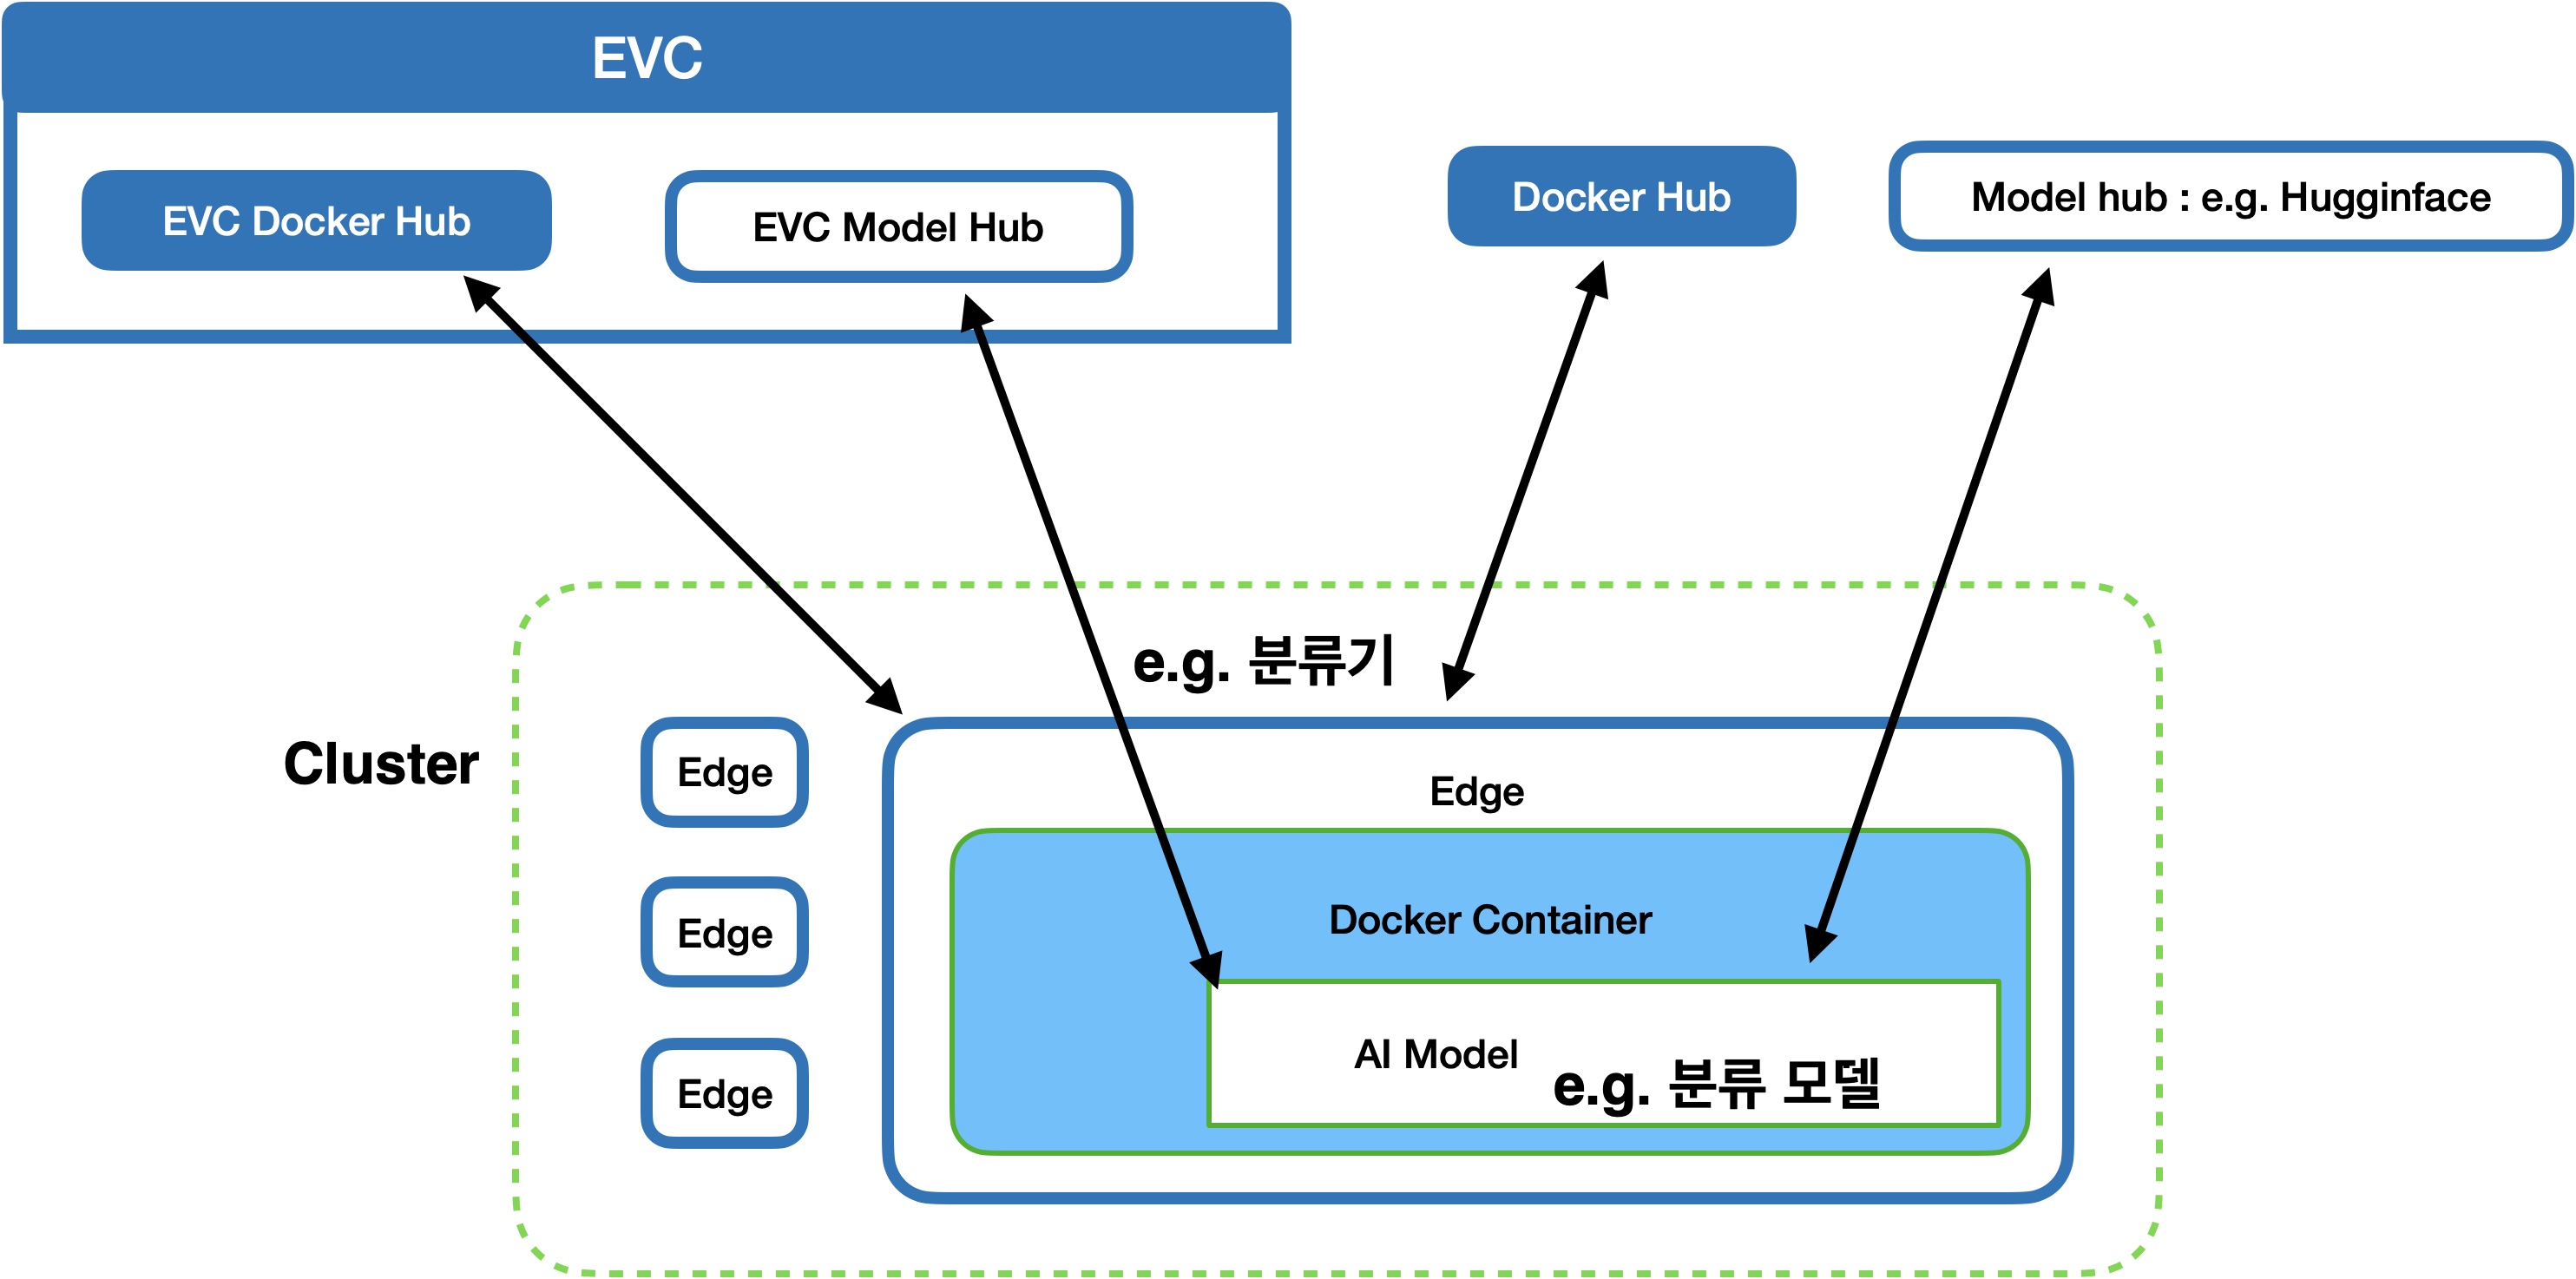 EVC
EVC Docker Hub
EVC Model Hub
Docker Hub
Model hub : e.g. Hugginface
e.g. 분류기
Cluster
Edge
Edge
Edge
Edge
Docker Container
AI Model
e.g. 분류 모델